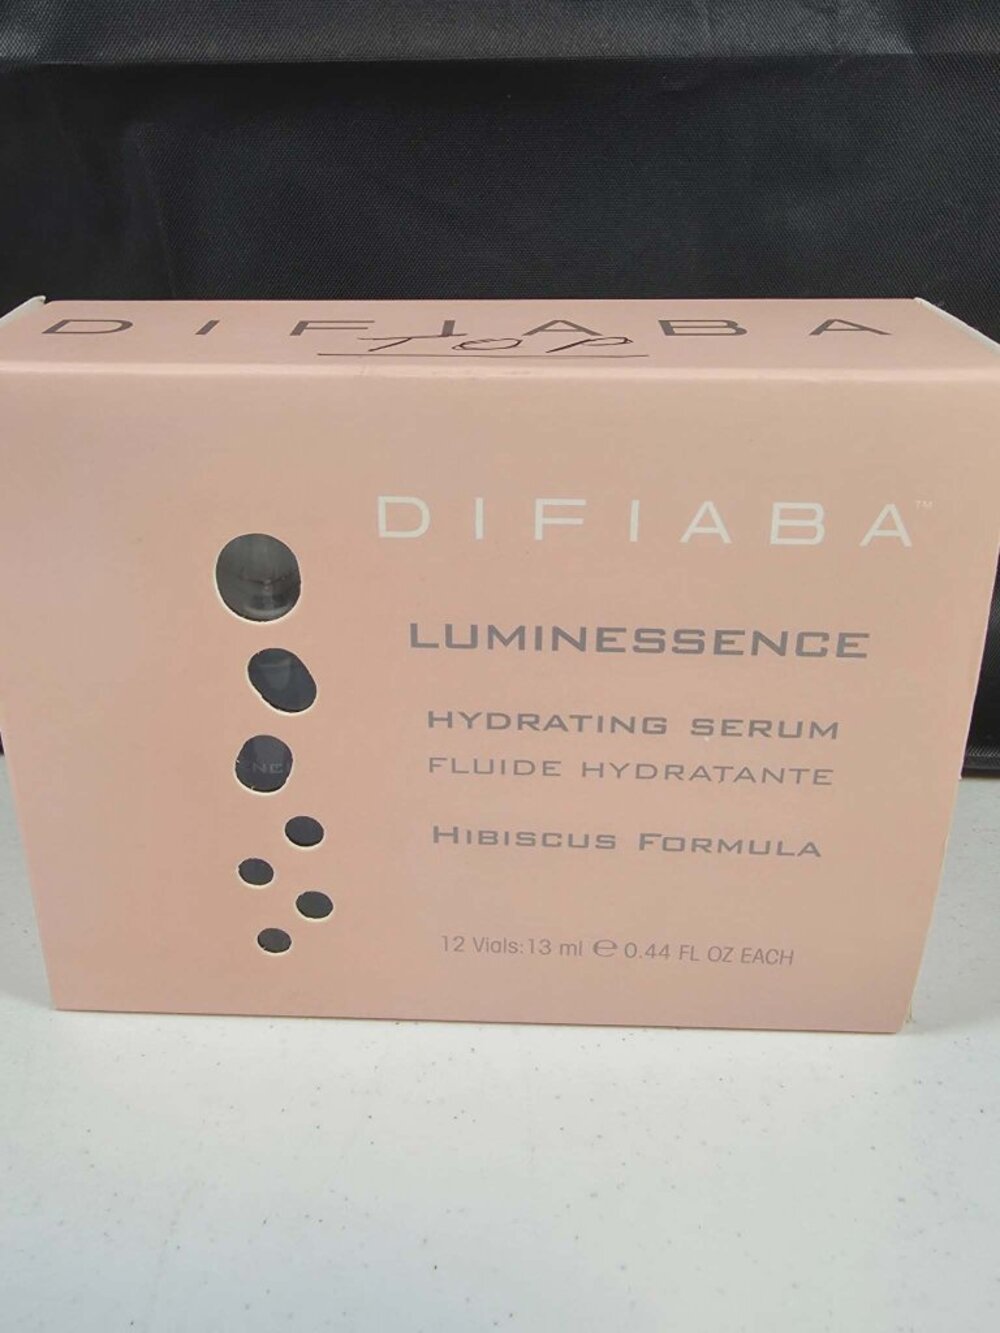 DIFIABA
TOP
DIFIABA™
LUMINESSENCE
HYDRATING SERUM
FLUIDE HYDRATANTE
HIBISCUS FORMULA
12 Vials: 13 ml ℮ 0.44 FL OZ EACH